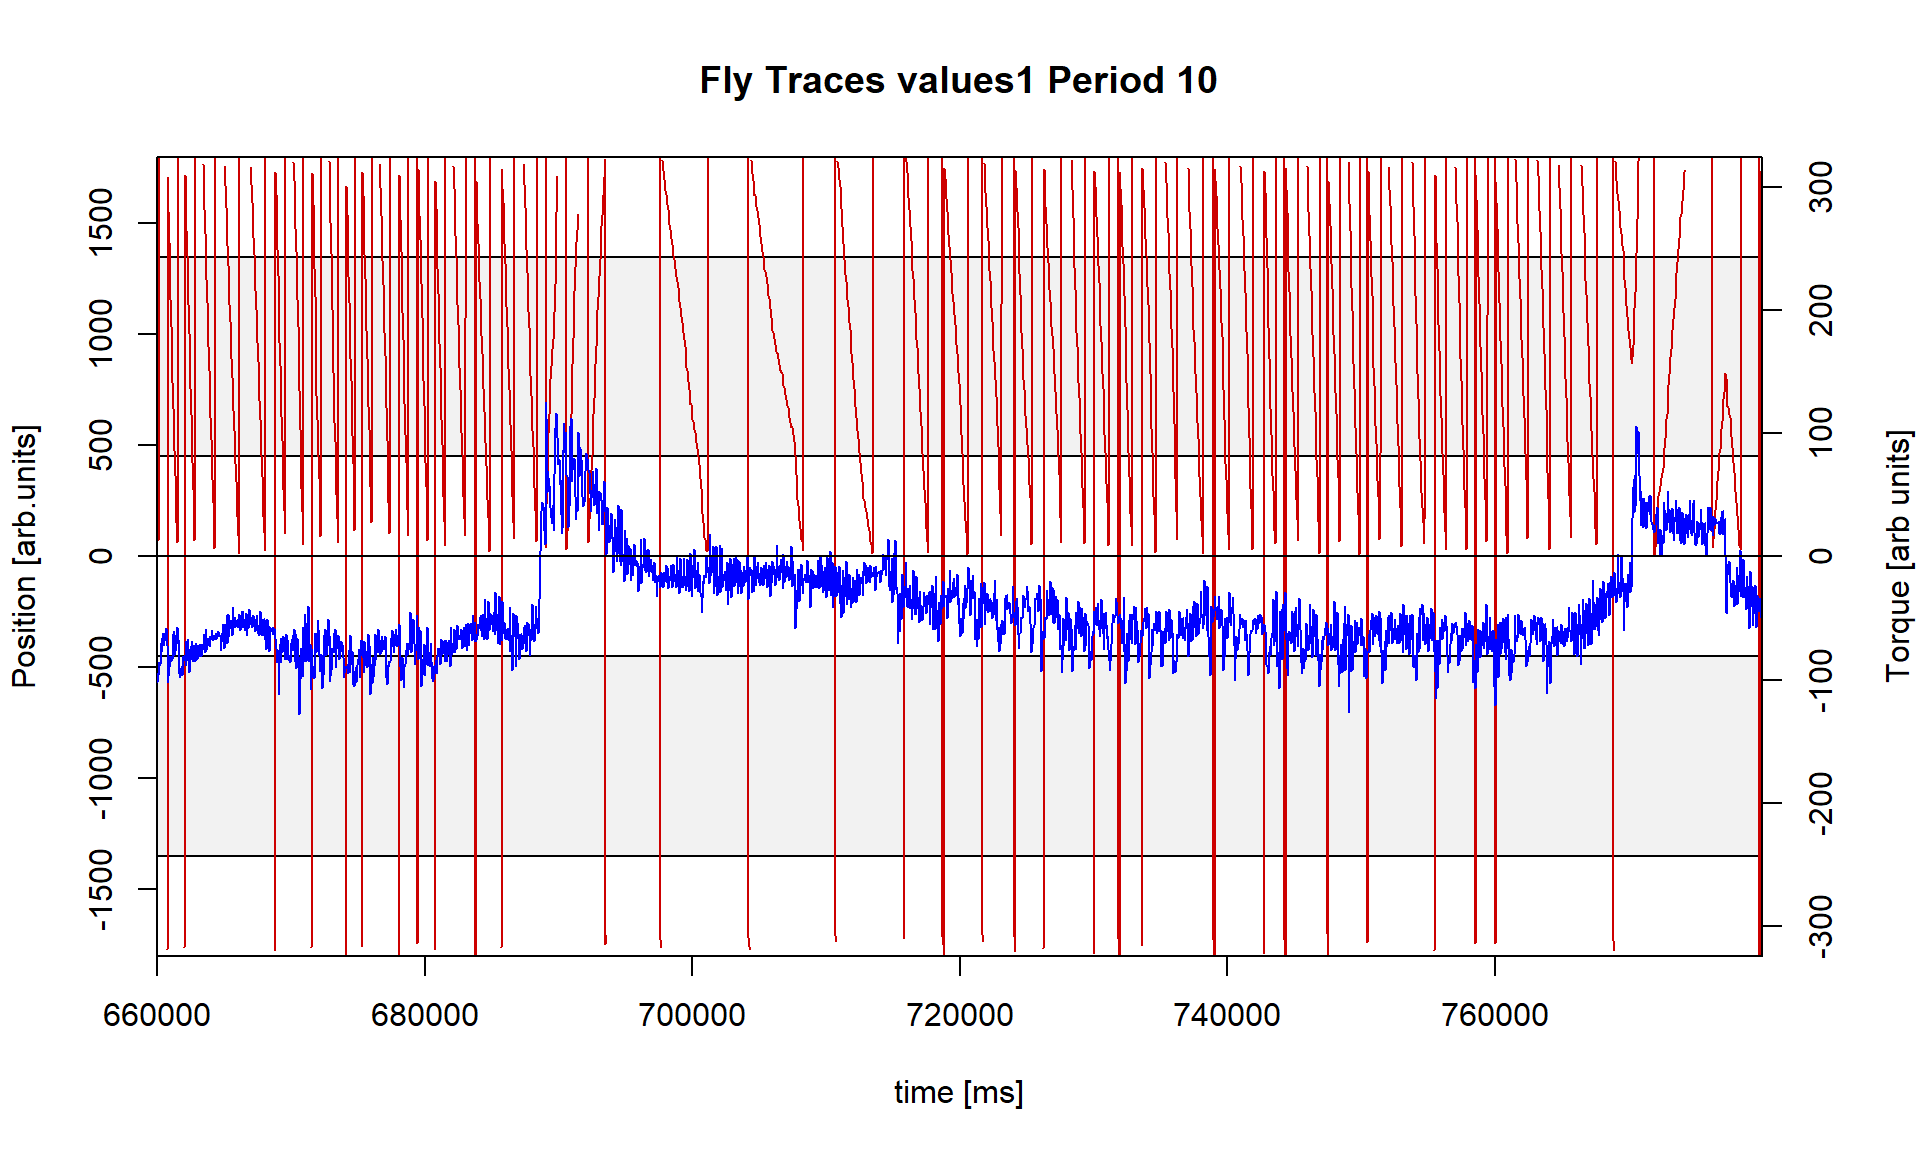 Fly Traces values1 Period 10
Position [arb.units]
1500
1000
500
0
-500
-1000
-1500
300
200
100
0
-100
-200
-300
Torque [arb units]
660000 680000 700000 720000 740000 760000
time [ms]